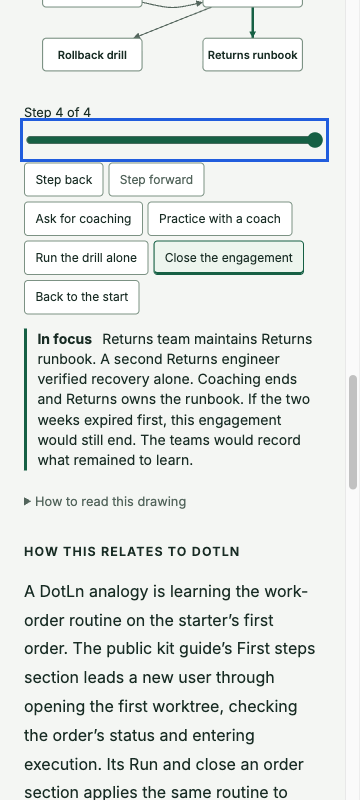 Rollback drill
Returns runbook
Step 4 of 4
Step back
Step forward
Ask for coaching
Practice with a coach
Run the drill alone
Close the engagement
Back to the start
In focus Returns team maintains Returns
runbook. A second Returns engineer
verified recovery alone. Coaching ends
and Returns owns the runbook. If the two
weeks expired first, this engagement
would still end. The teams would record
what remained to learn.
How to read this drawing
HOW THIS RELATES TO DOTLN
A DotLn analogy is learning the work-
order routine on the starter’s first
order. The public kit guide’s First steps
section leads a new user through
opening the first worktree, checking
the order’s status and entering
execution. Its Run and close an order
section applies the same routine to